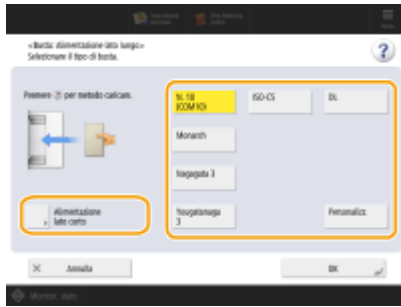 <Busta: Alimentazione lato lungo>
Selezionare il tipo di busta.
Premere ? per metodo caricam.
N. 10
(COM10)
ISO-C5
DL
Monarch
Nagagata 3
Yougatanaga
3
Personalizz.
Alimentazione
lato corto
Annulla
OK
Monitor. stato